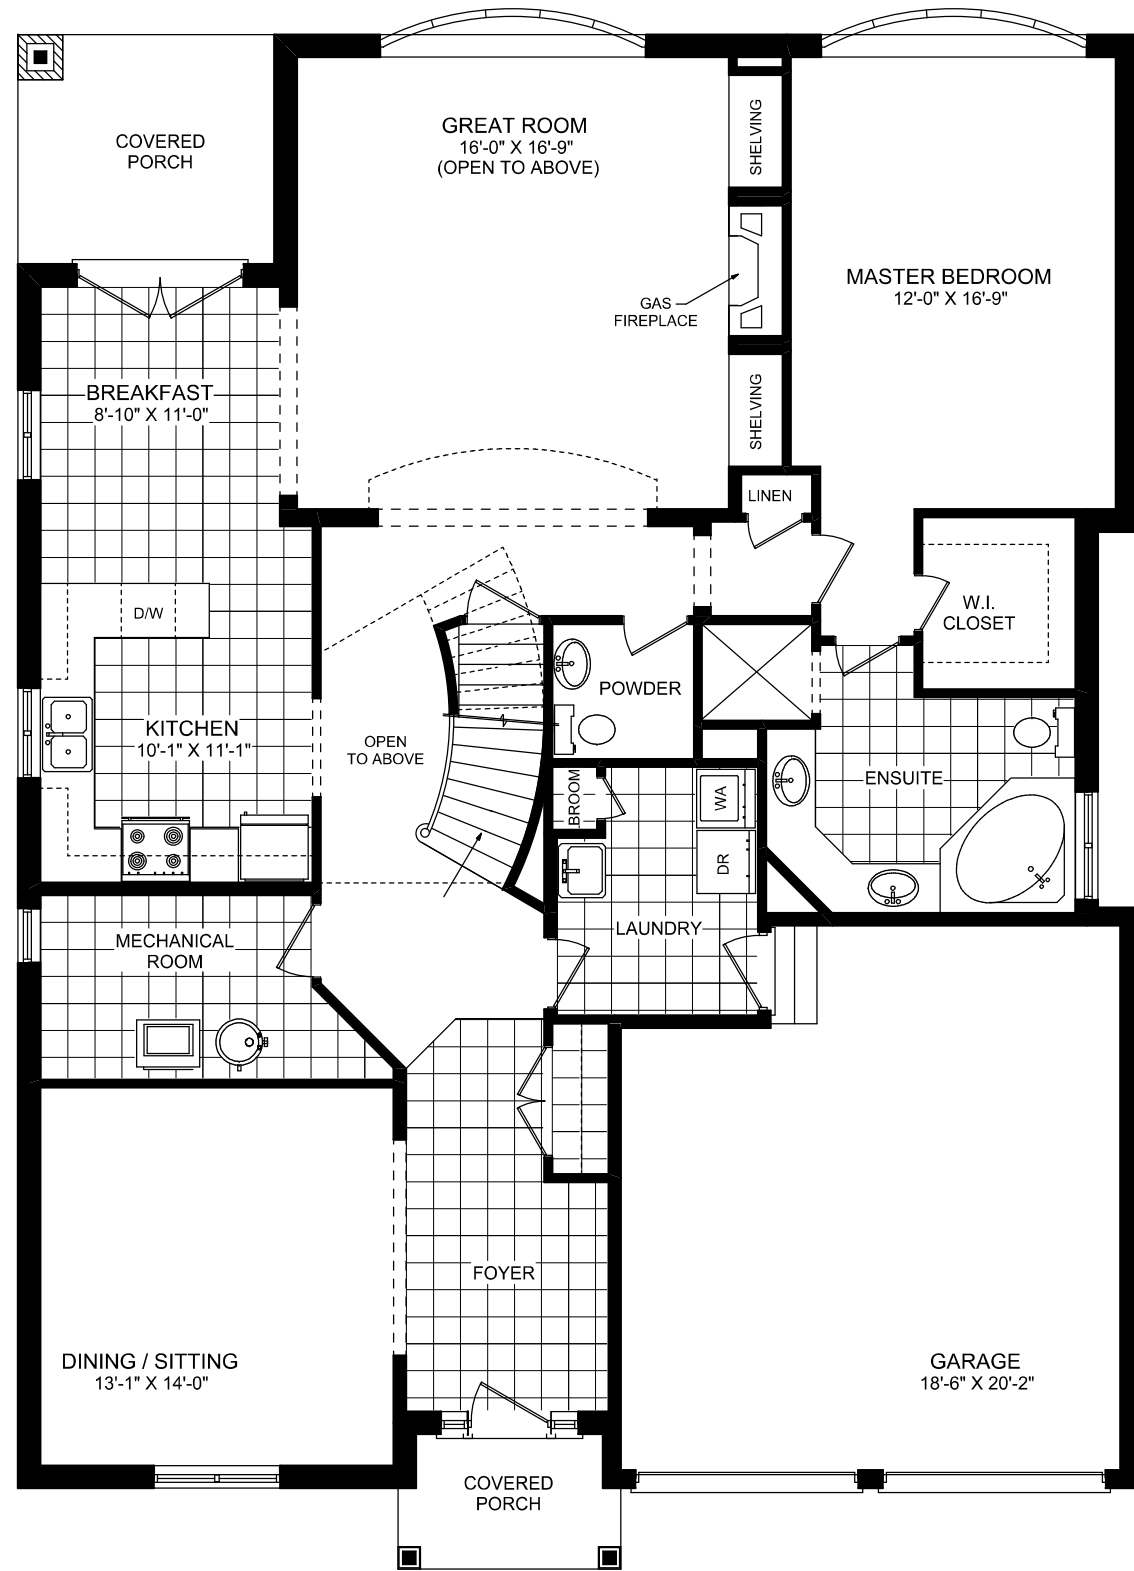 COVERED
PORCH
GREAT ROOM
16'-0" X 16'-9"
(OPEN TO ABOVE)
SHELVING
MASTER BEDROOM
12'-0" X 16'-9"
GAS
FIREPLACE
BREAKFAST
8'-10" X 11'-0"
SHELVING
LINEN
D/W
W.I.
CLOSET
POWDER
KITCHEN
10'-1" X 11'-1"
OPEN
TO ABOVE
ENSUITE
BROOM
WA
DR
LAUNDRY
MECHANICAL
ROOM
FOYER
DINING / SITTING
13'-1" X 14'-0"
GARAGE
18'-6" X 20'-2"
COVERED
PORCH